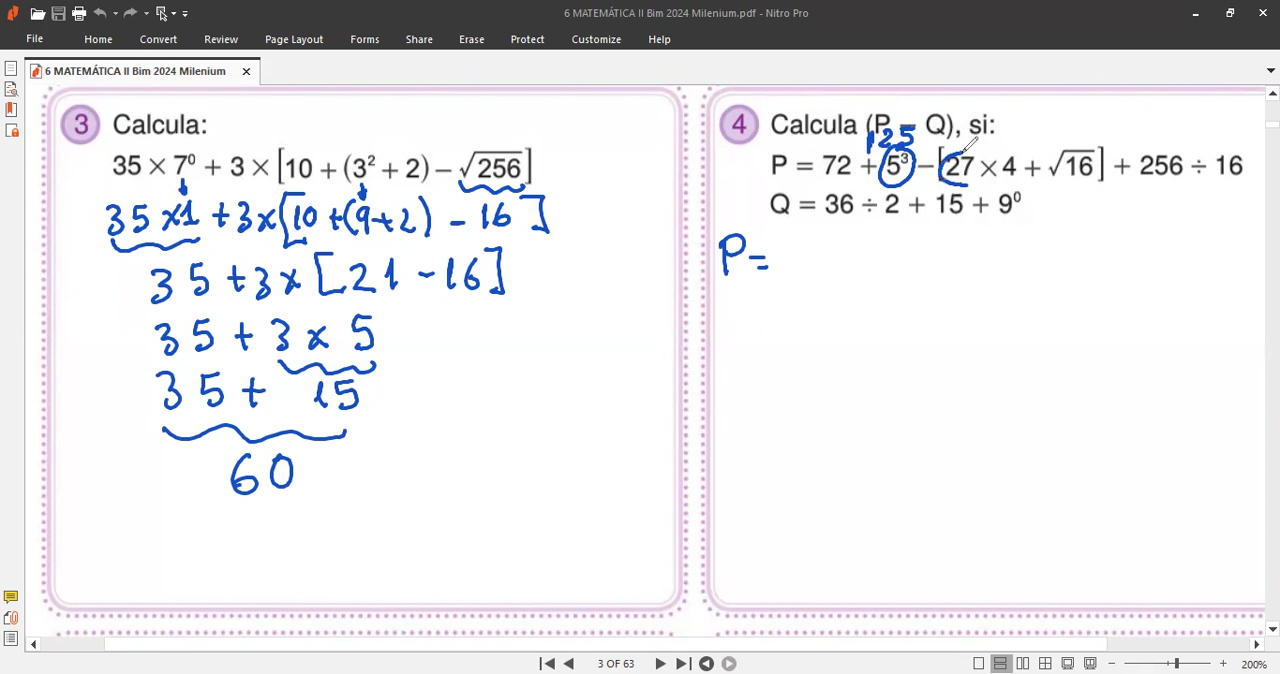 6 MATEMÁTICA II Bim 2024 Milenium.pdf - Nitro Pro
File Home Convert Review Page Layout Forms Share Erase Protect Customize Help
6 MATEMÁTICA II Bim 2024 Milenium
3 Calcula:
35 × 7⁰ + 3 × [10 + (3² + 2) − √256]
35 x 1 + 3 x [10 + (9 + 2) - 16]
35 + 3 x [21 - 16]
35 + 3 x 5
35 + 15
60
4 Calcula (P − Q), si:
125
P = 72 + 5³ − [27 × 4 + √16] + 256 ÷ 16
Q = 36 ÷ 2 + 15 + 9⁰
P =
3 OF 63
200%